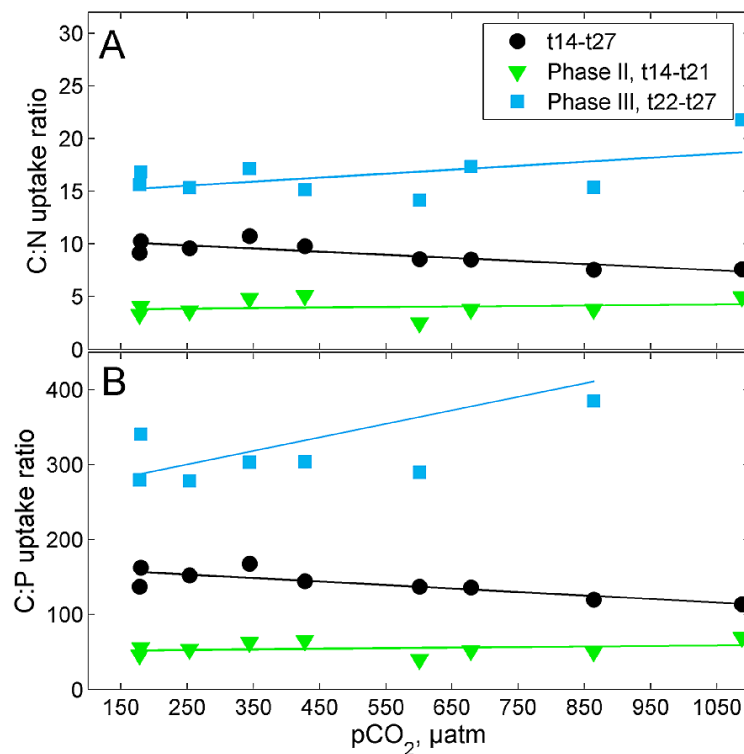 A
t14-t27
Phase II, t14-t21
Phase III, t22-t27
30
25
20
15
10
5
0
C:N uptake ratio
B
400
300
200
100
0
C:P uptake ratio
150 250 350 450 550 650 750 850 950 1050
pCO2, µatm